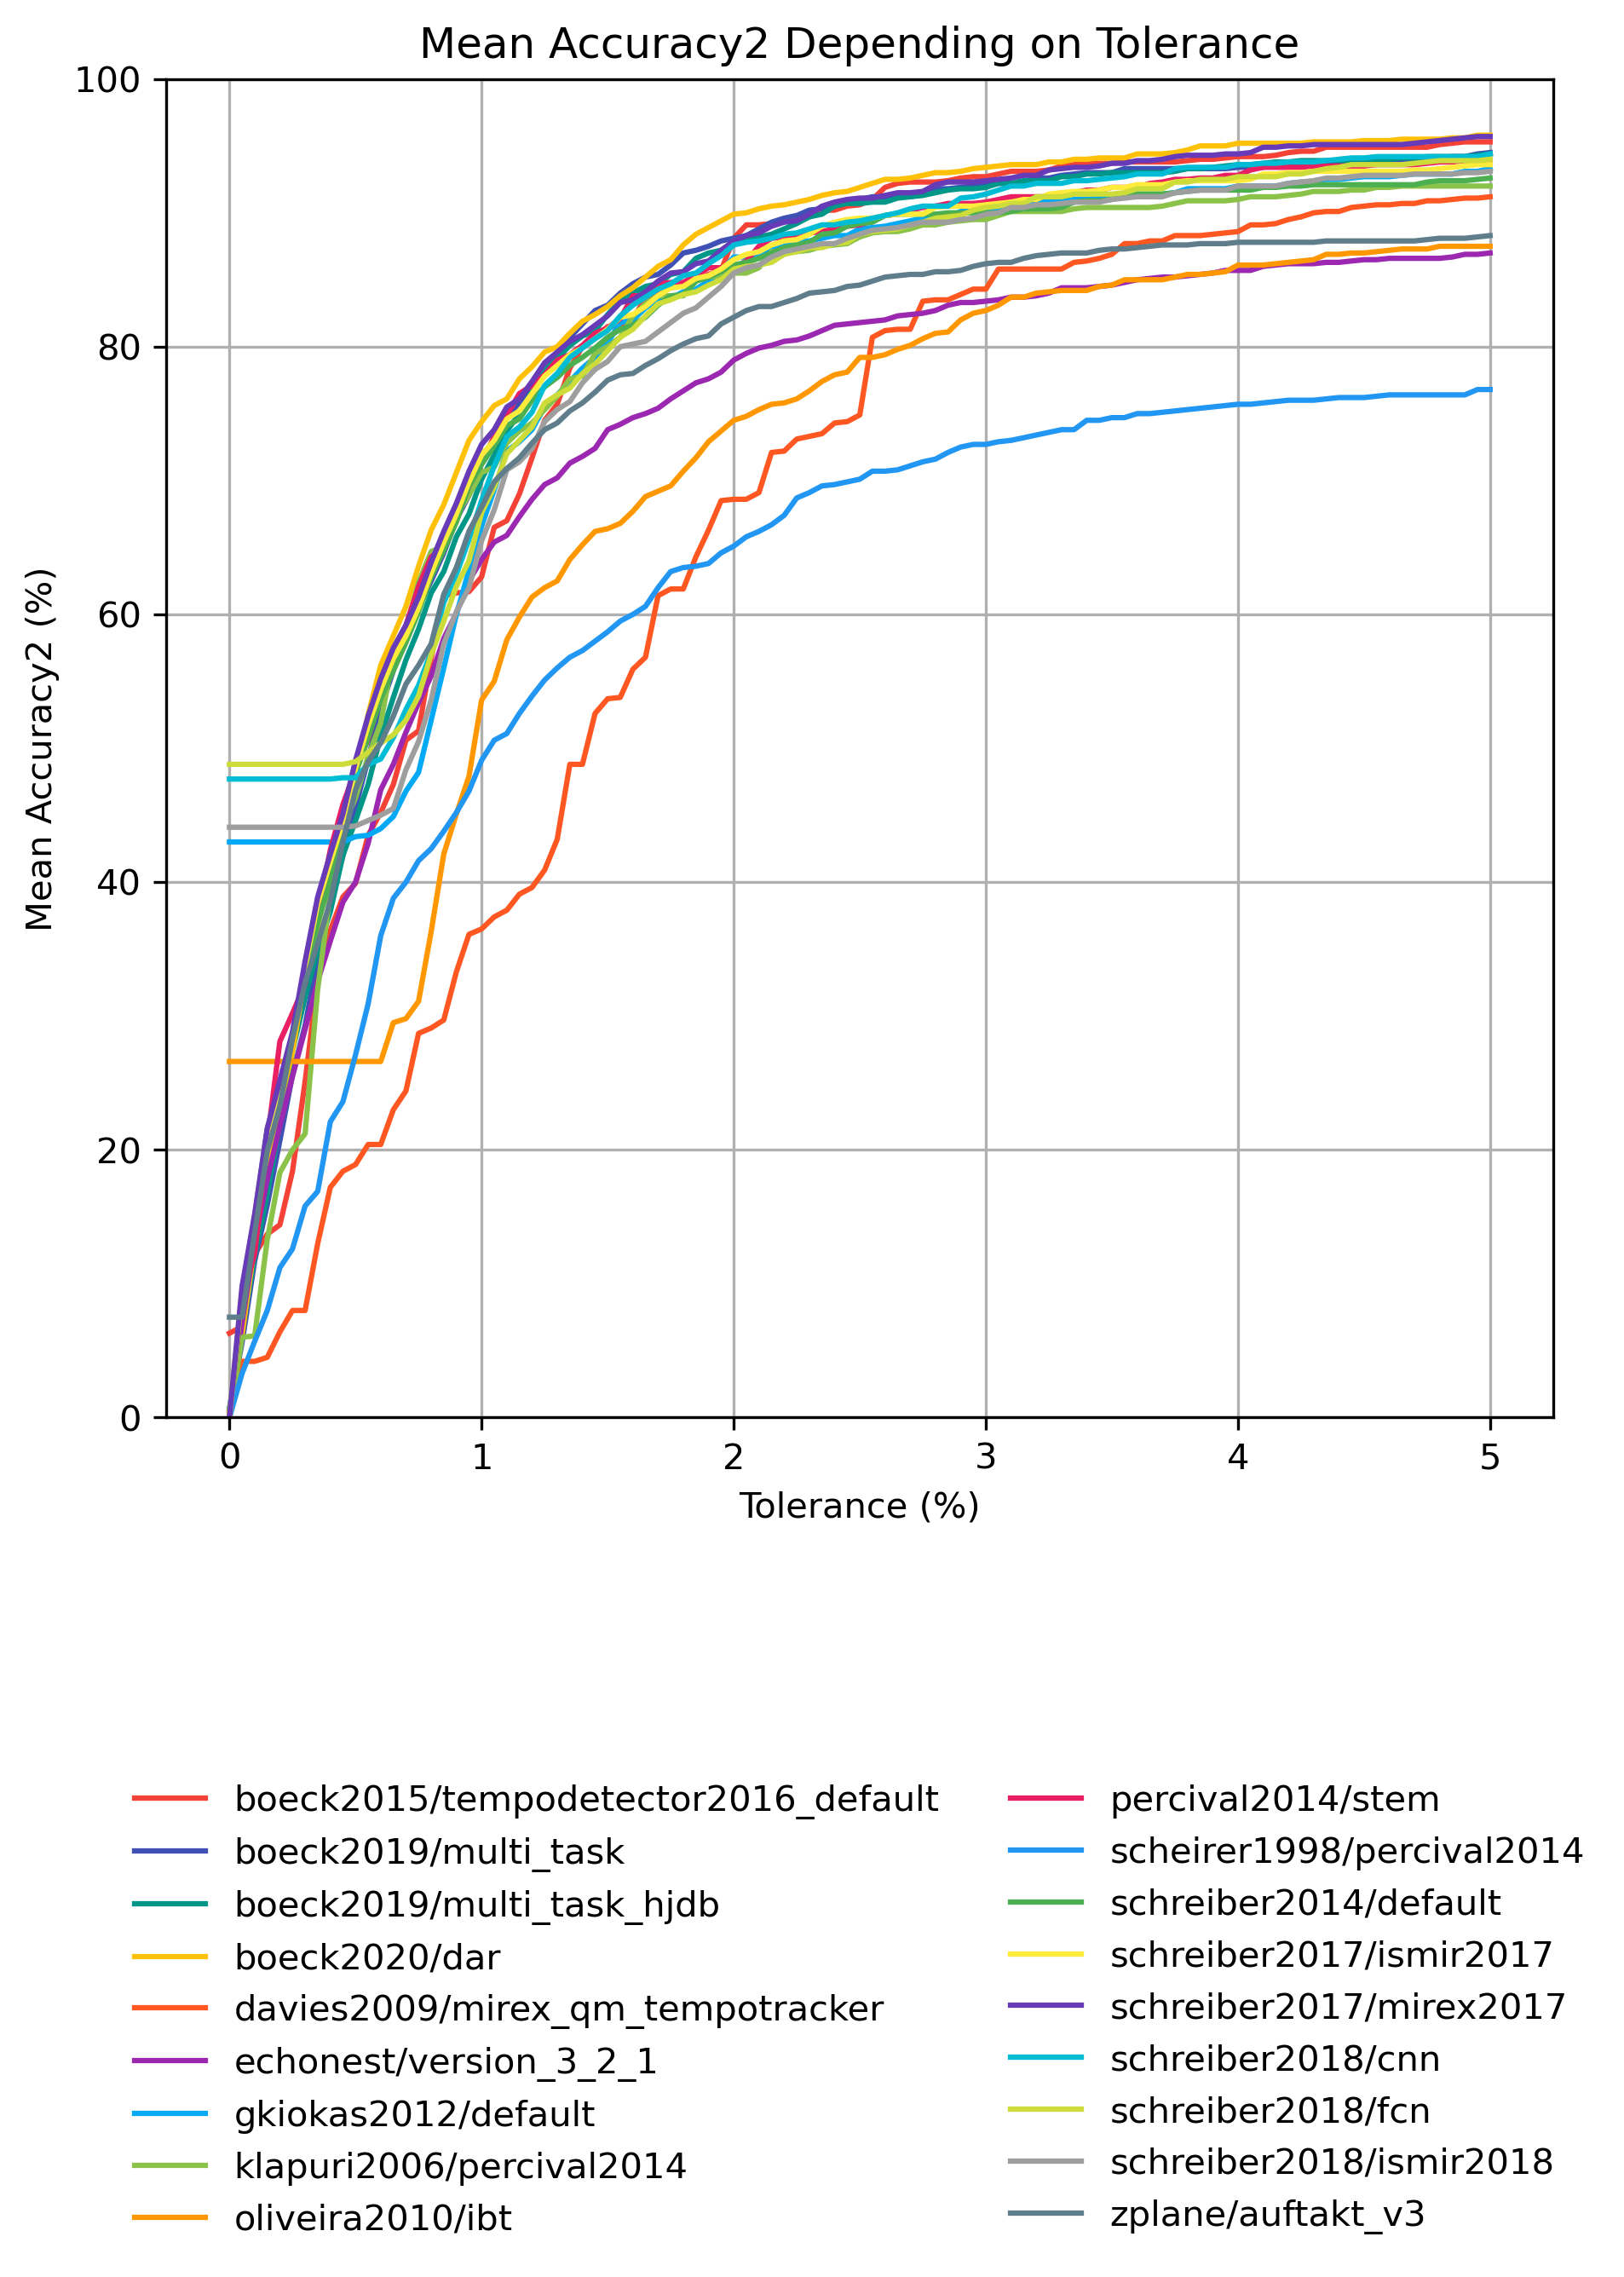 Mean Accuracy2 Depending on Tolerance
100
80
60
40
20
0
Mean Accuracy2 (%)
0 1 2 3 4 5
Tolerance (%)
boeck2015/tempodetector2016_default
boeck2019/multi_task
boeck2019/multi_task_hjdb
boeck2020/dar
davies2009/mirex_qm_tempotracker
echonest/version_3_2_1
gkiokas2012/default
klapuri2006/percival2014
oliveira2010/ibt
percival2014/stem
scheirer1998/percival2014
schreiber2014/default
schreiber2017/ismir2017
schreiber2017/mirex2017
schreiber2018/cnn
schreiber2018/fcn
schreiber2018/ismir2018
zplane/auftakt_v3